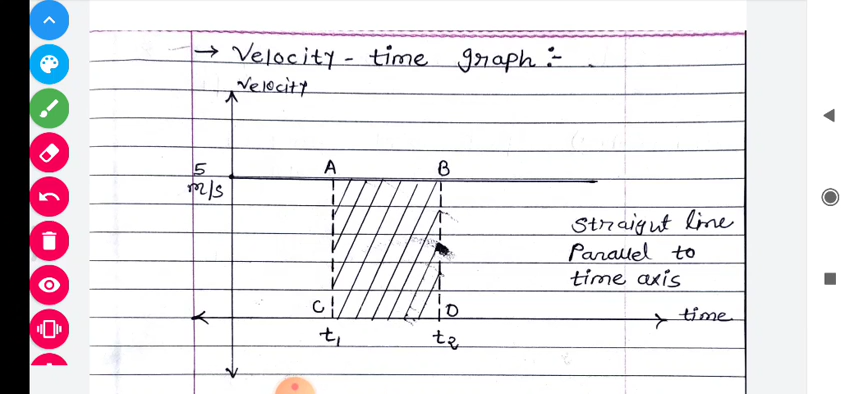 → Velocity - time graph :-
Velocity
5
m/s
A
B
Straight line
Parallel to
time axis
C
D
time
t1
t2